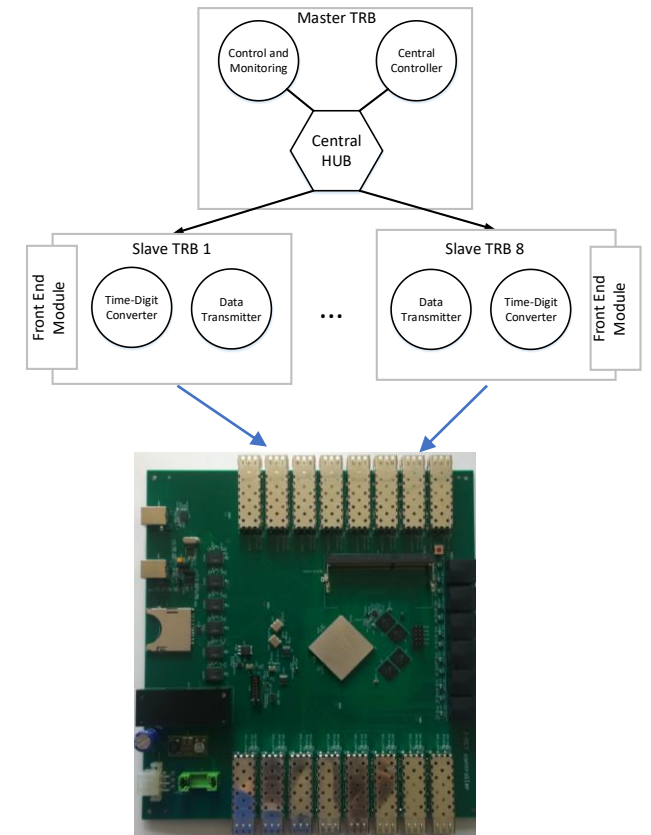 Master TRB
Control and
Monitoring
Central
Controller
Central
HUB
Slave TRB 1
Front End
Module
Time-Digit
Converter
Data
Transmitter
...
Slave TRB 8
Data
Transmitter
Time-Digit
Converter
Front End
Module